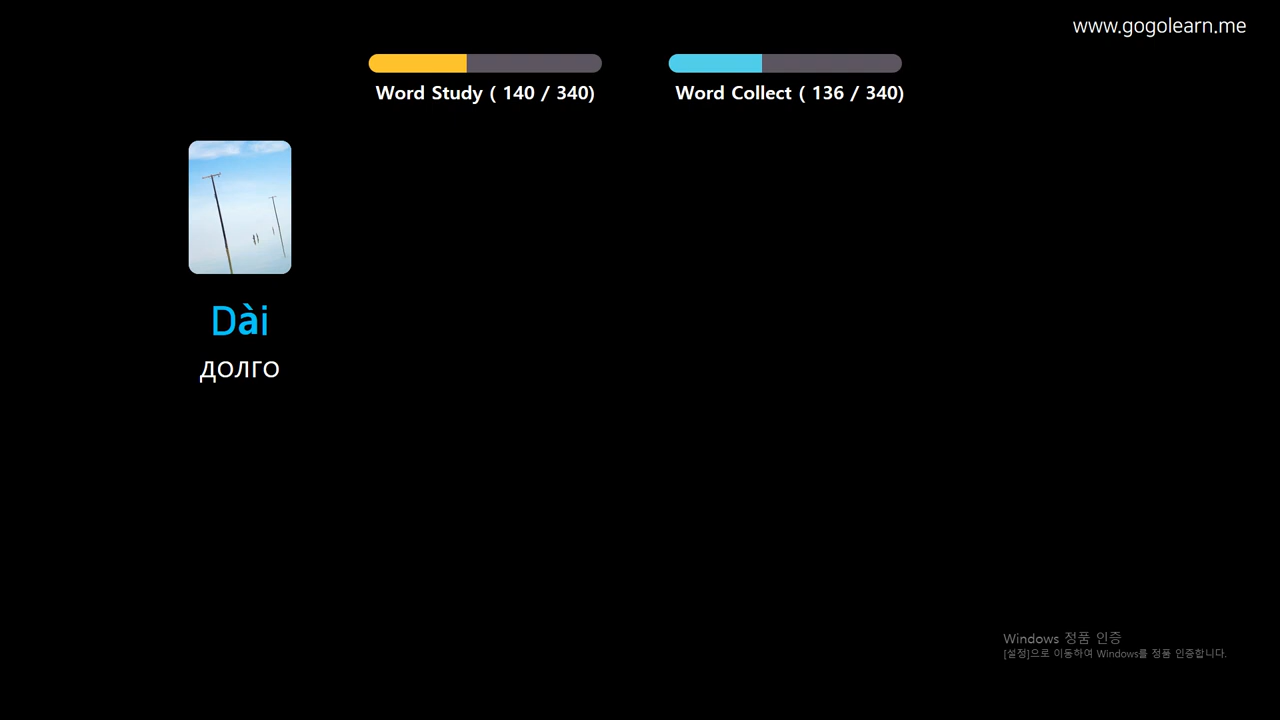 www.gogolearn.me
Word Study ( 140 / 340)
Word Collect ( 136 / 340)
Dài
долго
Windows 정품 인증
[설정]으로 이동하여 Windows를 정품 인증합니다.